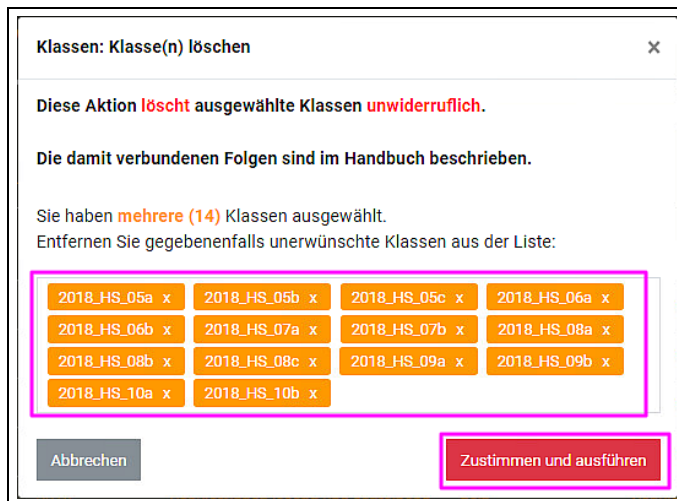 Klassen: Klasse(n) löschen ×
Diese Aktion löscht ausgewählte Klassen unwiderruflich.
Die damit verbundenen Folgen sind im Handbuch beschrieben.
Sie haben mehrere (14) Klassen ausgewählt.
Entfernen Sie gegebenenfalls unerwünschte Klassen aus der Liste:
2018_HS_05a x 2018_HS_05b x 2018_HS_05c x 2018_HS_06a x
2018_HS_06b x 2018_HS_07a x 2018_HS_07b x 2018_HS_08a x
2018_HS_08b x 2018_HS_08c x 2018_HS_09a x 2018_HS_09b x
2018_HS_10a x 2018_HS_10b x
Abbrechen Zustimmen und ausführen